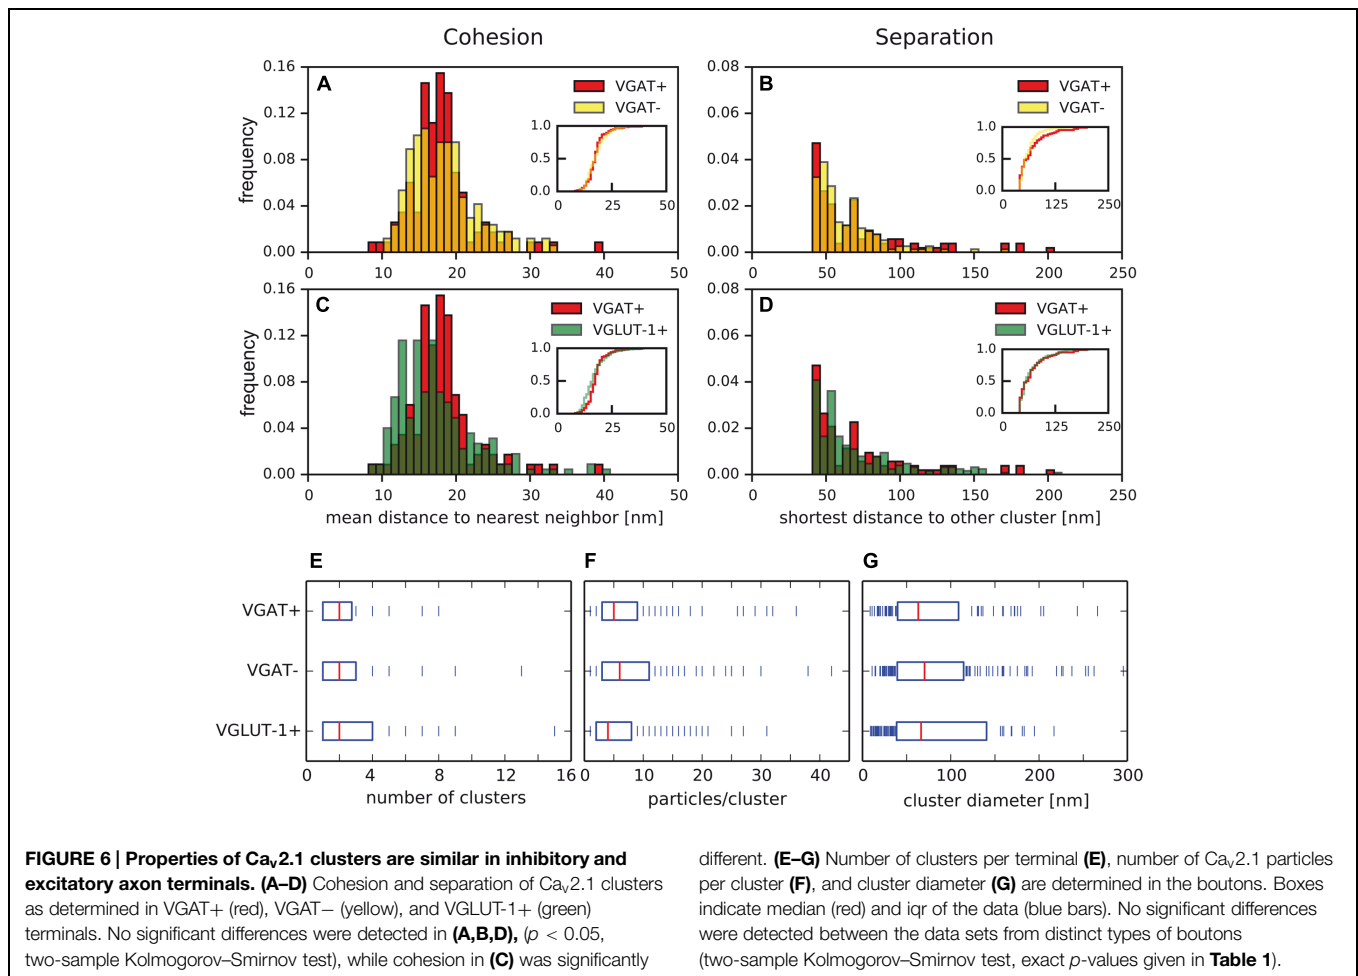 Cohesion
Separation
A
VGAT+
VGAT-
frequency
0.16
0.12
0.08
0.04
0.00
0 10 20 30 40 50
1.0
0.5
0.0
0 25 50
B
VGAT+
VGAT-
0.08
0.06
0.04
0.02
0.00
0 50 100 150 200 250
1.0
0.5
0.0
0 125 250
C
VGAT+
VGLUT-1+
frequency
0.16
0.12
0.08
0.04
0.00
0 10 20 30 40 50
mean distance to nearest neighbor [nm]
1.0
0.5
0.0
0 25 50
D
VGAT+
VGLUT-1+
0.08
0.06
0.04
0.02
0.00
0 50 100 150 200 250
shortest distance to other cluster [nm]
1.0
0.5
0.0
0 125 250
E
VGAT+
VGAT-
VGLUT-1+
0 4 8 12 16
number of clusters
F
0 10 20 30 40
particles/cluster
G
0 100 200 300
cluster diameter [nm]
FIGURE 6 | Properties of Cav2.1 clusters are similar in inhibitory and
excitatory axon terminals. (A–D) Cohesion and separation of Cav2.1 clusters
as determined in VGAT+ (red), VGAT− (yellow), and VGLUT-1+ (green)
terminals. No significant differences were detected in (A,B,D), (p < 0.05,
two-sample Kolmogorov–Smirnov test), while cohesion in (C) was significantly
different. (E–G) Number of clusters per terminal (E), number of Cav2.1 particles
per cluster (F), and cluster diameter (G) are determined in the boutons. Boxes
indicate median (red) and iqr of the data (blue bars). No significant differences
were detected between the data sets from distinct types of boutons
(two-sample Kolmogorov–Smirnov test, exact p-values given in Table 1).